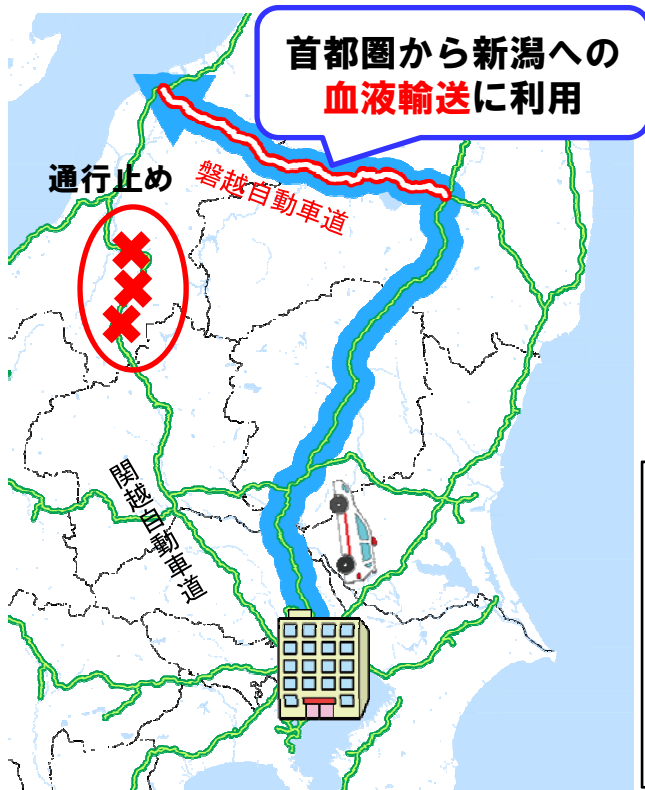 首都圏から新潟への
血液輸送に利用
通行止め
磐越自動車道
関越自動車道